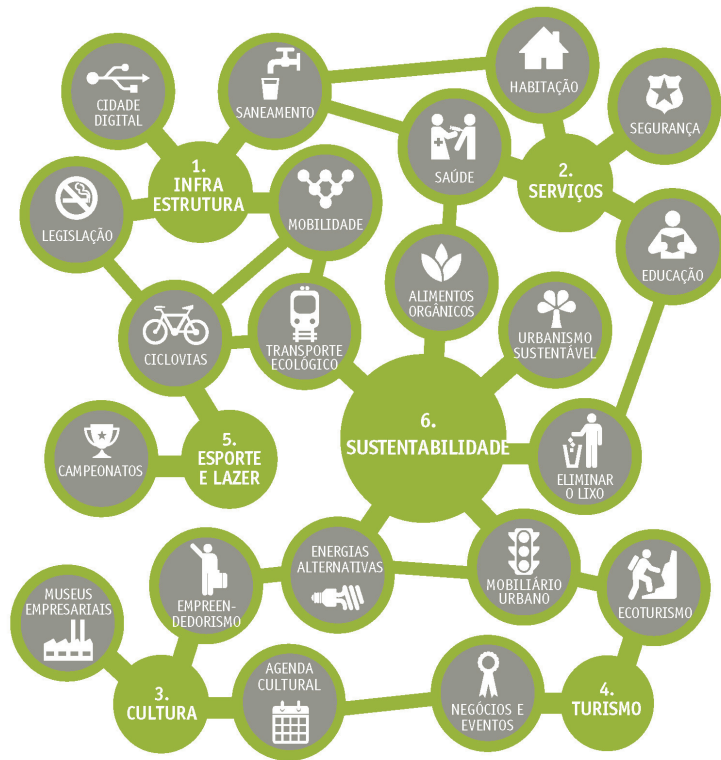 CIDADE
DIGITAL
SANEAMENTO
HABITAÇÃO
SEGURANÇA
1.
INFRA
ESTRUTURA
SAÚDE
2.
SERVIÇOS
LEGISLAÇÃO
MOBILIDADE
EDUCAÇÃO
ALIMENTOS
ORGÂNICOS
CICLOVIAS
TRANSPORTE
ECOLÓGICO
URBANISMO
SUSTENTÁVEL
6.
SUSTENTABILIDADE
5.
ESPORTE
E LAZER
CAMPEONATOS
ELIMINAR
O LIXO
ENERGIAS
ALTERNATIVAS
MOBILIÁRIO
URBANO
EMPREEN-
DEDORISMO
ECOTURISMO
MUSEUS
EMPRESARIAIS
AGENDA
CULTURAL
3.
CULTURA
NEGÓCIOS E
EVENTOS
4.
TURISMO